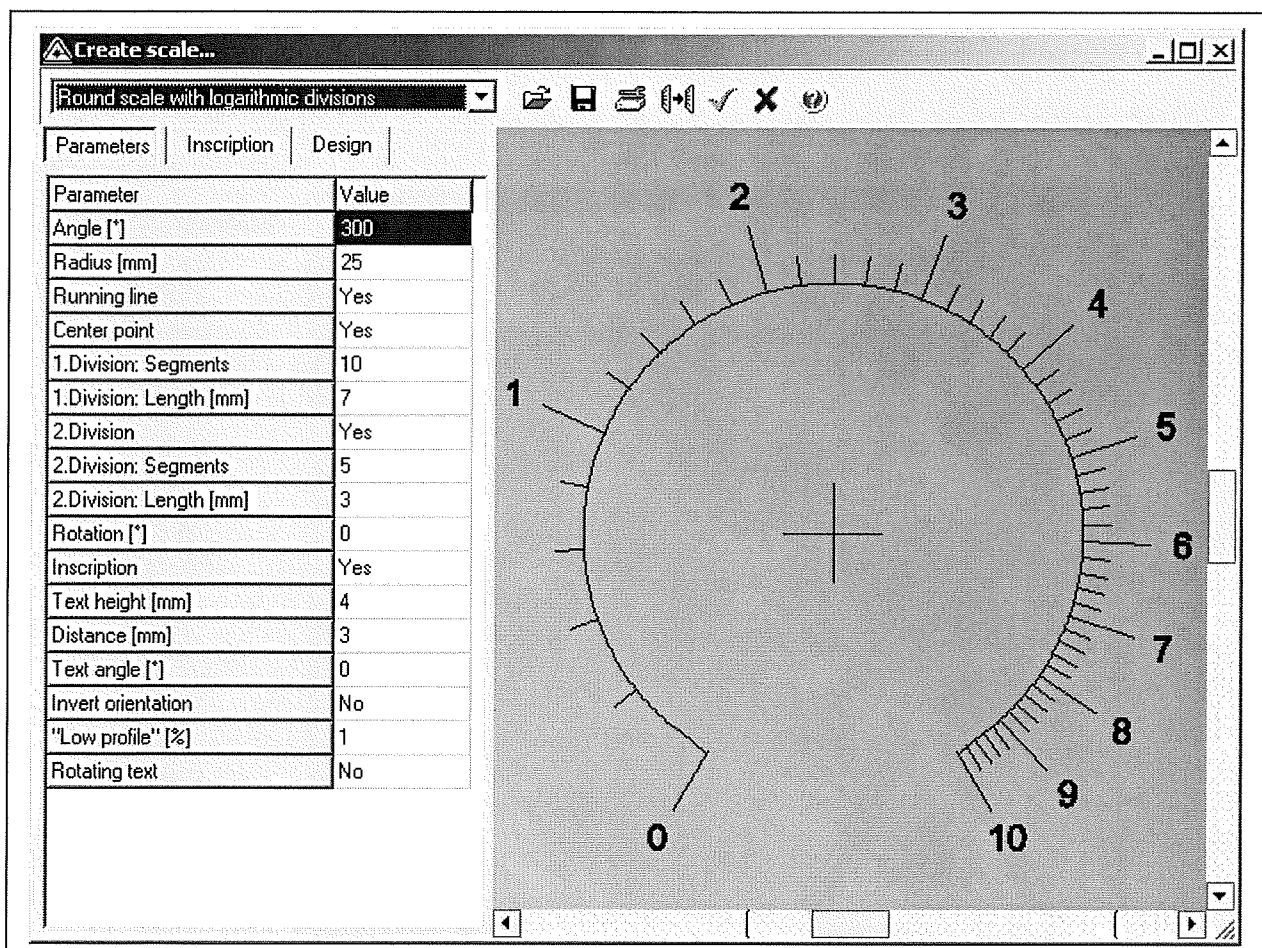 Create scale...
Round scale with logarithmic divisions
Parameters Inscription Design
Parameter Value
Angle [°] 300
Radius [mm] 25
Running line Yes
Center point Yes
1.Division: Segments 10
1.Division: Length [mm] 7
2.Division Yes
2.Division: Segments 5
2.Division: Length [mm] 3
Rotation [°] 0
Inscription Yes
Text height [mm] 4
Distance [mm] 3
Text angle [°] 0
Invert orientation No
"Low profile" [%] 1
Rotating text No
0
1
2
3
4
5
6
7
8
9
10